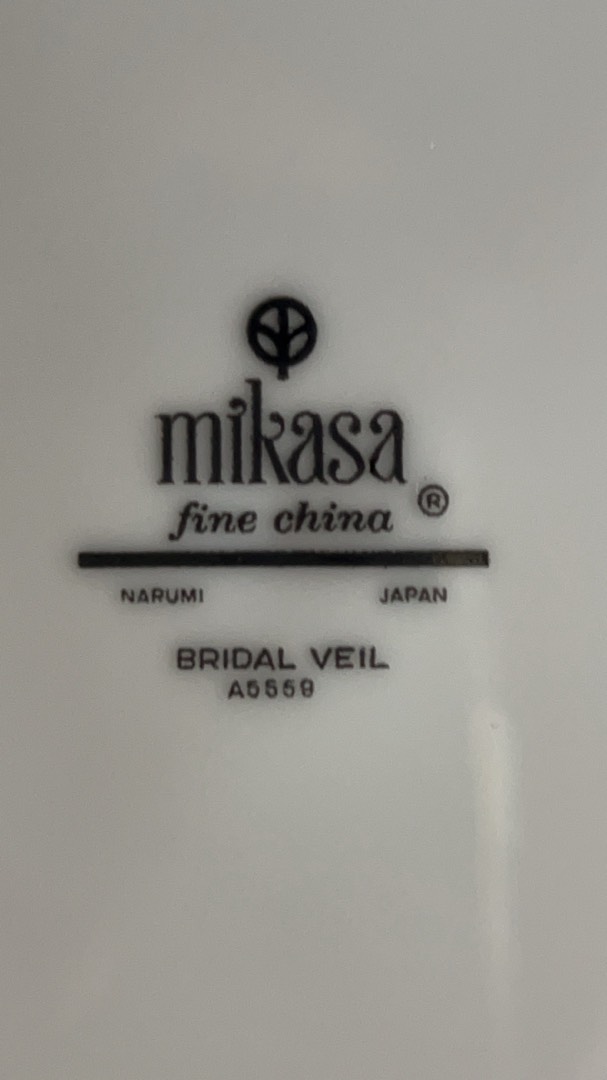 mikasa
fine china ®
NARUMI JAPAN
BRIDAL VEIL
A5559